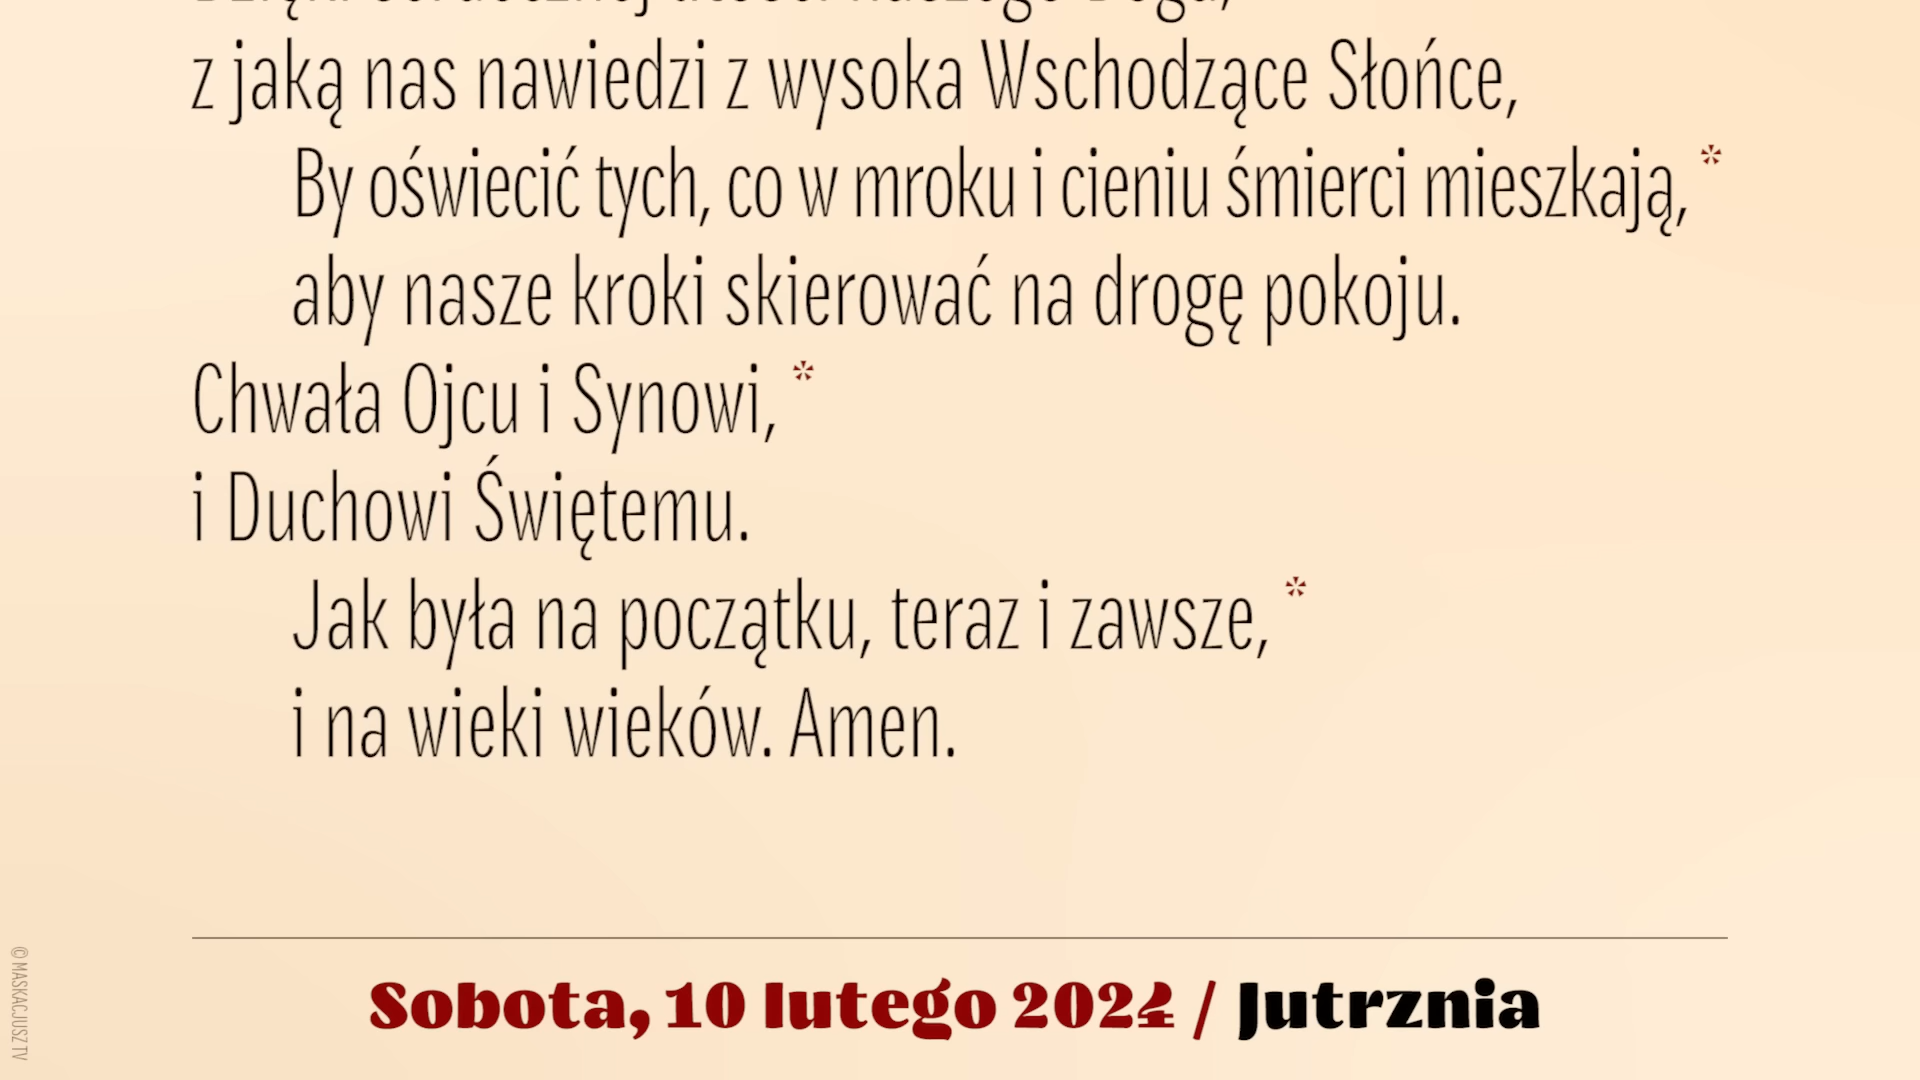 z jaką nas nawiedzi z wysoka Wschodzące Słońce,
By oświecić tych, co w mroku i cieniu śmierci mieszkają, *
aby nasze kroki skierować na drogę pokoju.
Chwała Ojcu i Synowi, *
i Duchowi Świętemu.
Jak była na początku, teraz i zawsze, *
i na wieki wieków. Amen.
Sobota, 10 lutego 2024 / Jutrznia
© MASKACJUSZ TV